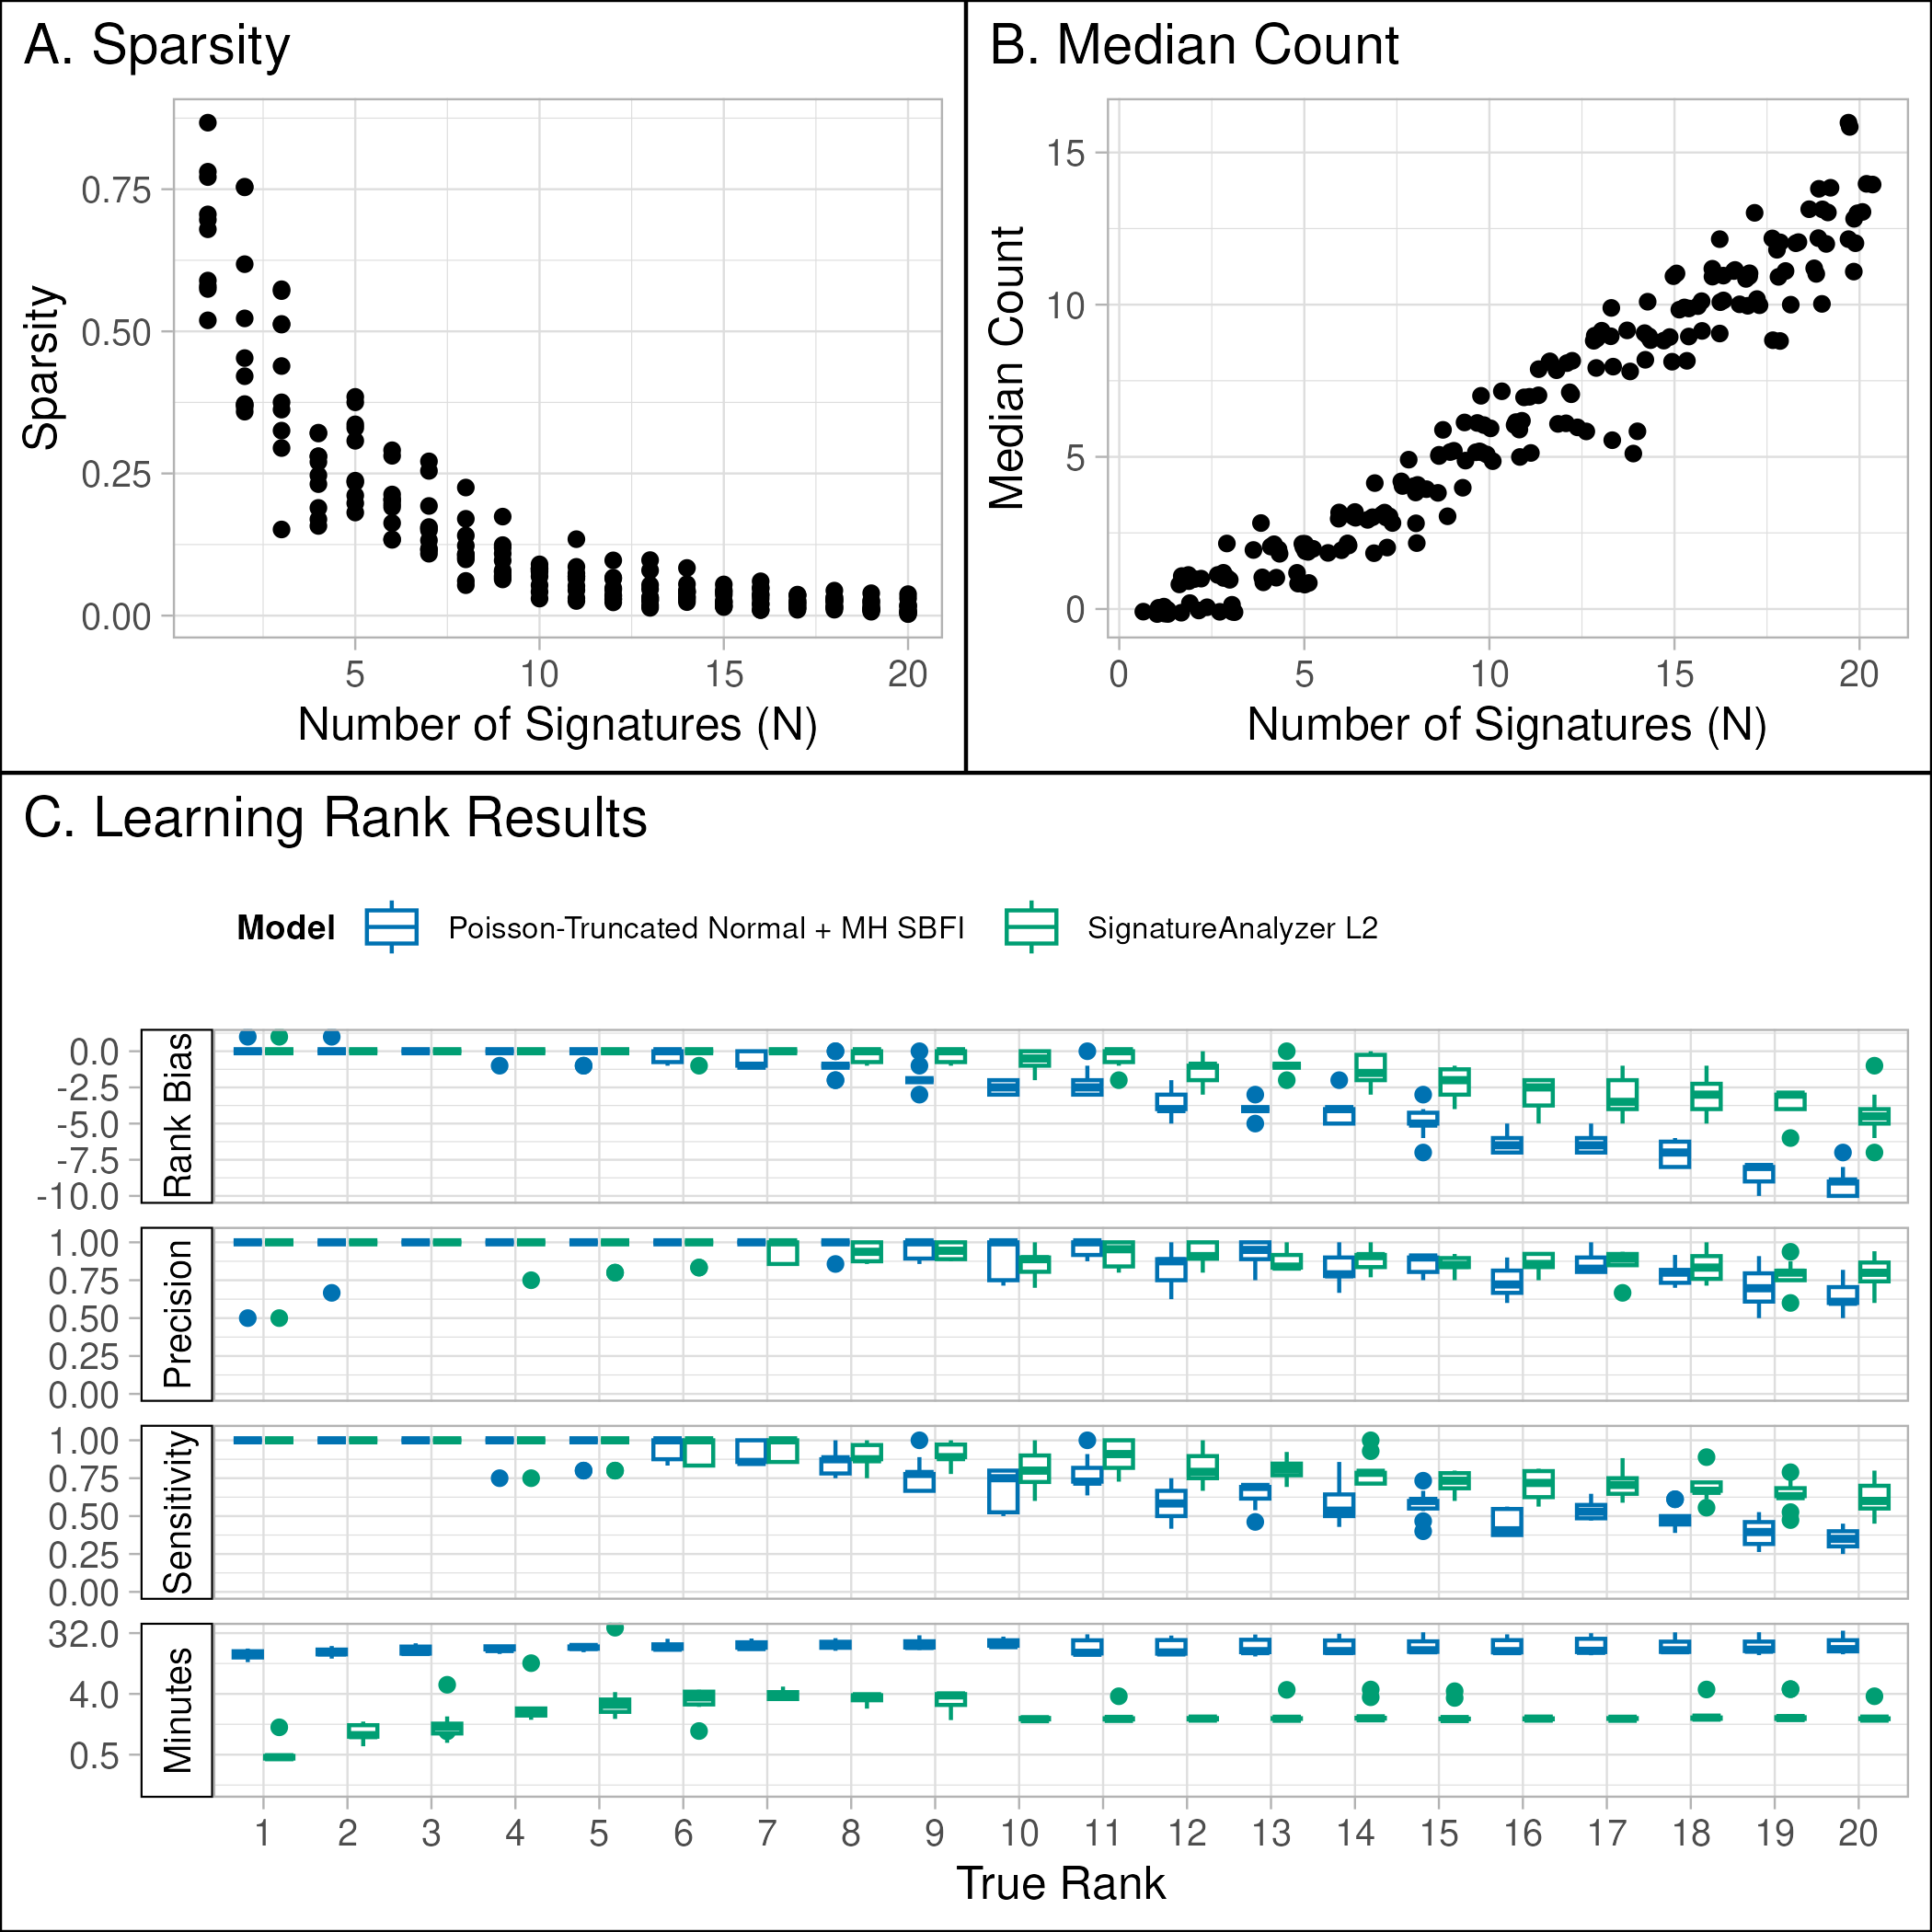 A. Sparsity
Sparsity
0.75
0.50
0.25
0.00
5 10 15 20
Number of Signatures (N)
B. Median Count
Median Count
15
10
5
0
0 5 10 15 20
Number of Signatures (N)
C. Learning Rank Results
Model Poisson-Truncated Normal + MH SBFI SignatureAnalyzer L2
Rank Bias
0.0
-2.5
-5.0
-7.5
-10.0
Precision
1.00
0.75
0.50
0.25
0.00
Sensitivity
1.00
0.75
0.50
0.25
0.00
Minutes
32.0
4.0
0.5
1 2 3 4 5 6 7 8 9 10 11 12 13 14 15 16 17 18 19 20
True Rank